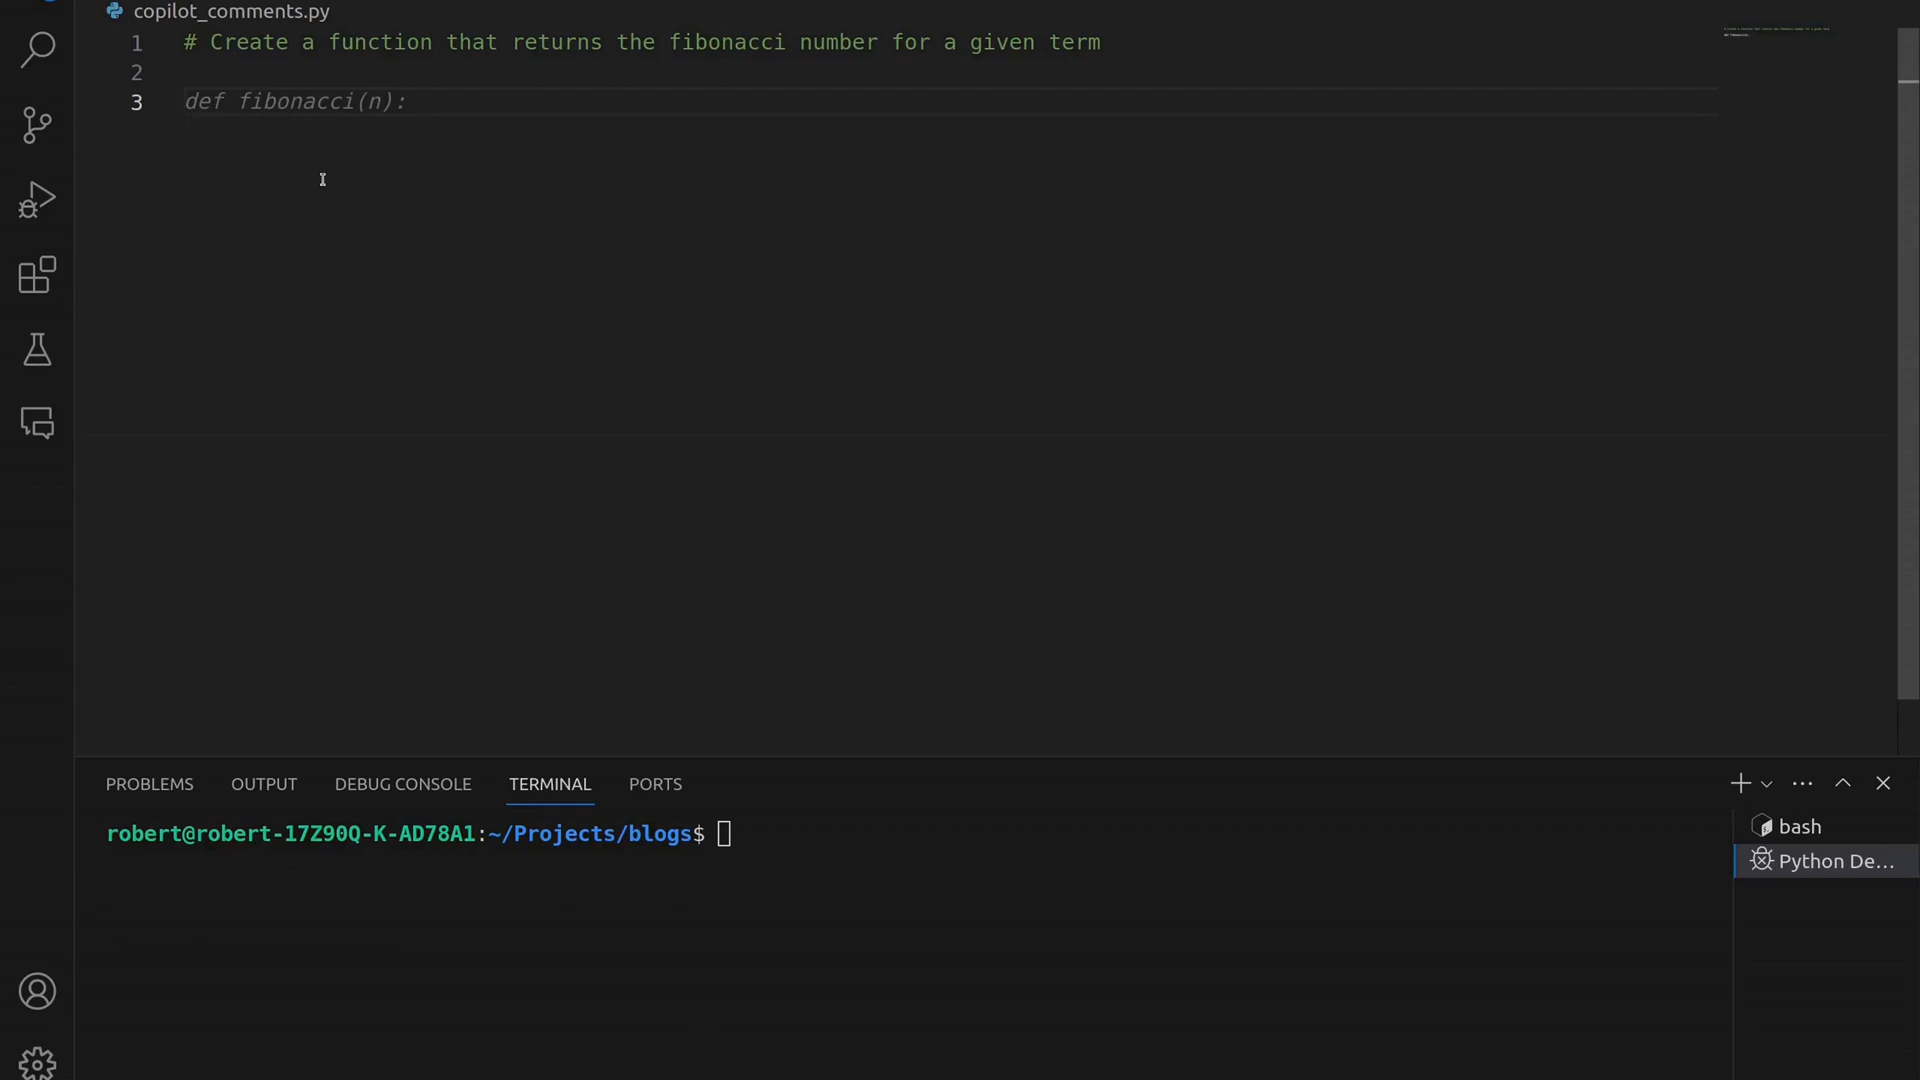 copilot_comments.py
1 # Create a function that returns the fibonacci number for a given term
2
3 def fibonacci(n):
PROBLEMS OUTPUT DEBUG CONSOLE TERMINAL PORTS
robert@robert-17Z90Q-K-AD78A1:~/Projects/blogs$
bash
Python De...